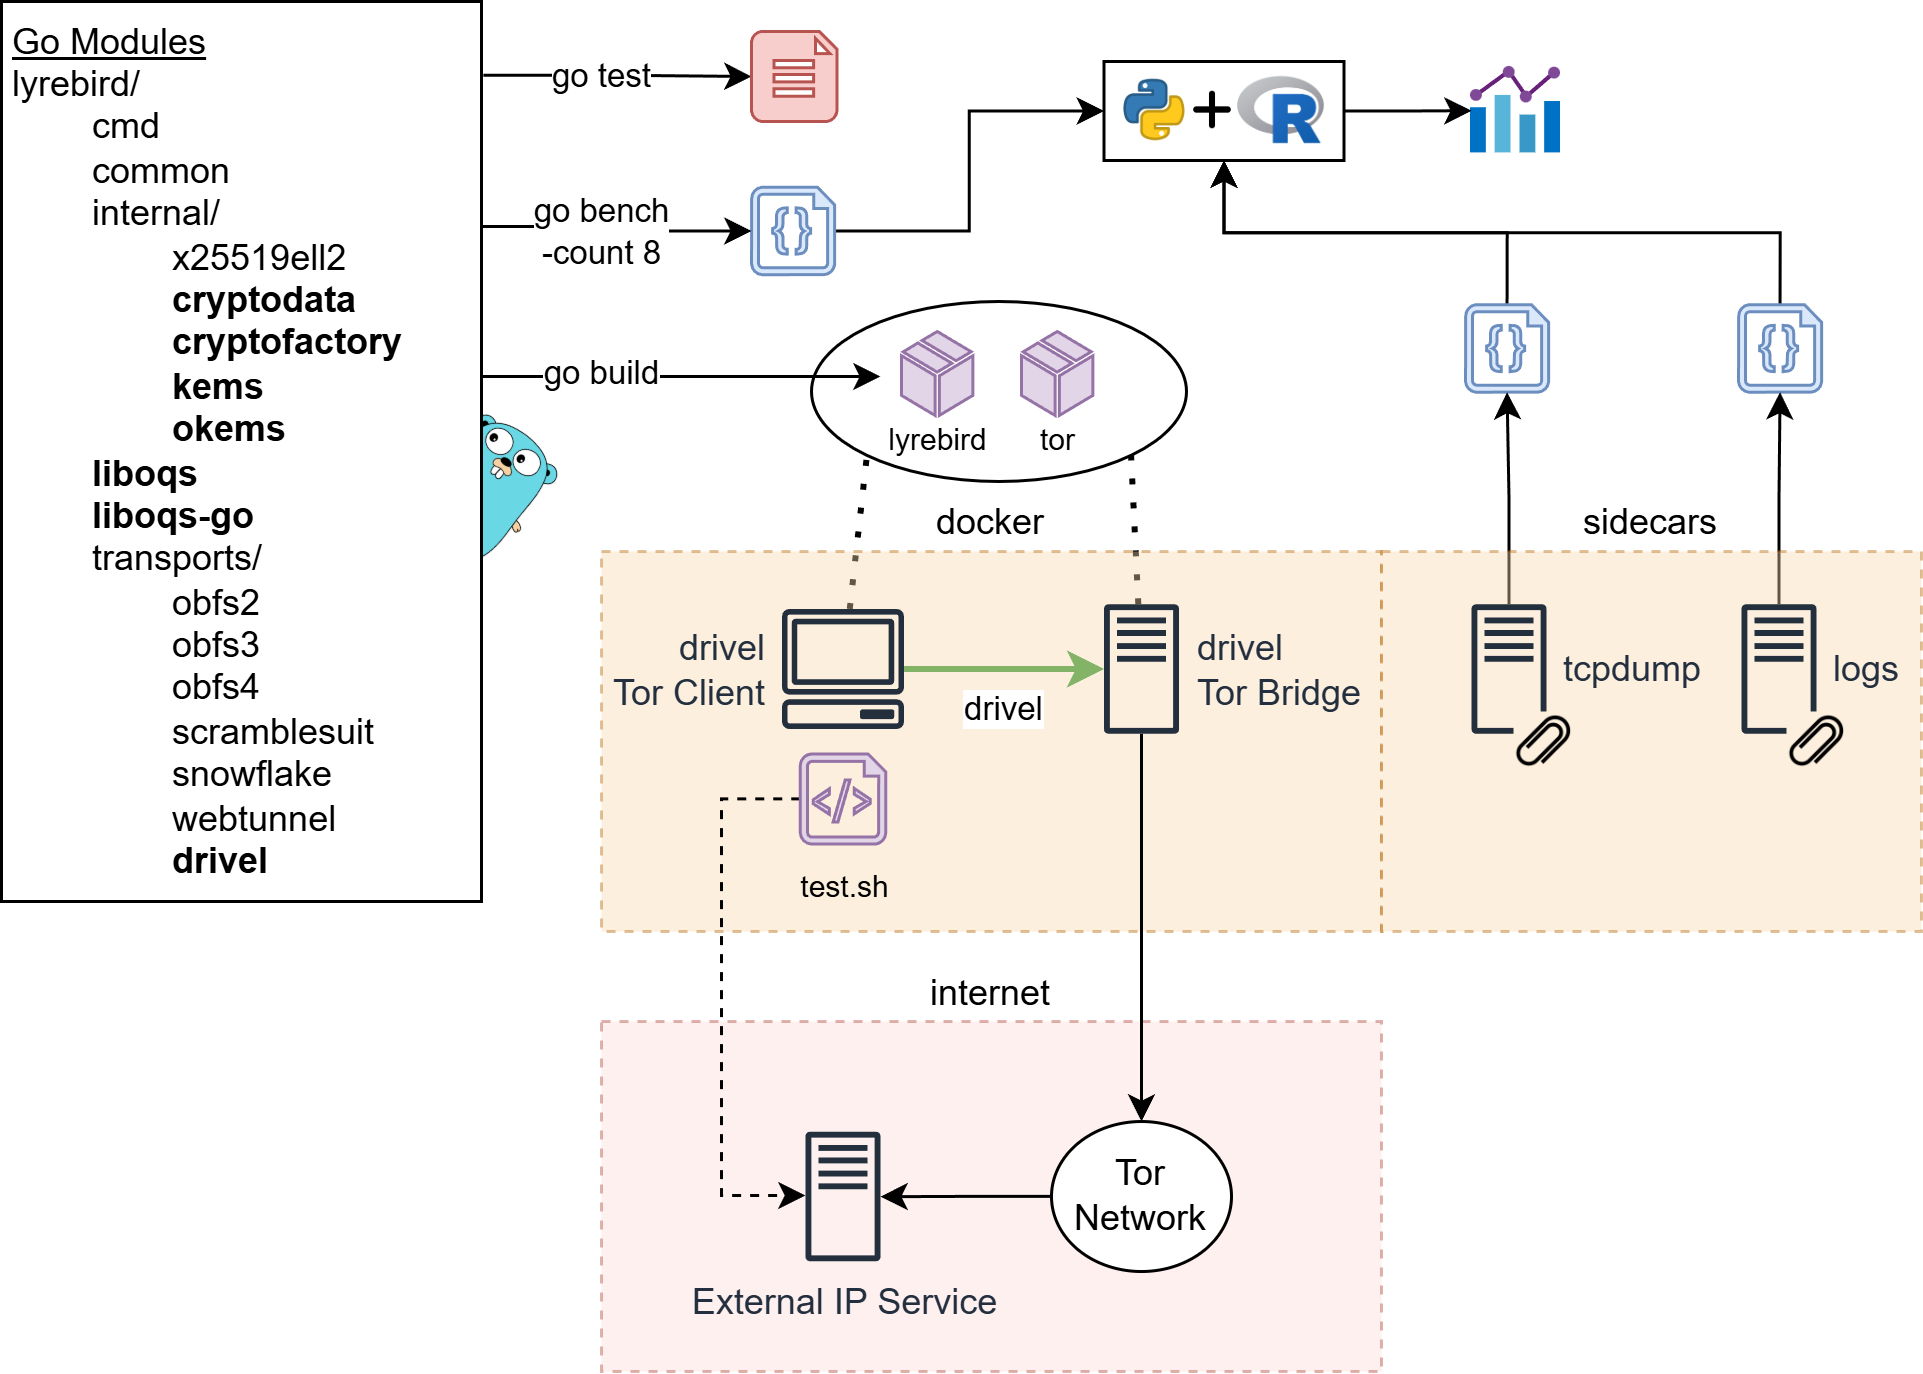 Go Modules
lyrebird/
cmd
common
internal/
x25519ell2
cryptodata
cryptofactory
kems
okems
liboqs
liboqs-go
transports/
obfs2
obfs3
obfs4
scramblesuit
snowflake
webtunnel
drivel
go test
go bench
-count 8
go build
{}
+
R
lyrebird
tor
{}
{}
docker
sidecars
drivel
Tor Client
drivel
drivel
Tor Bridge
tcpdump
logs
</>
test.sh
internet
Tor
Network
External IP Service